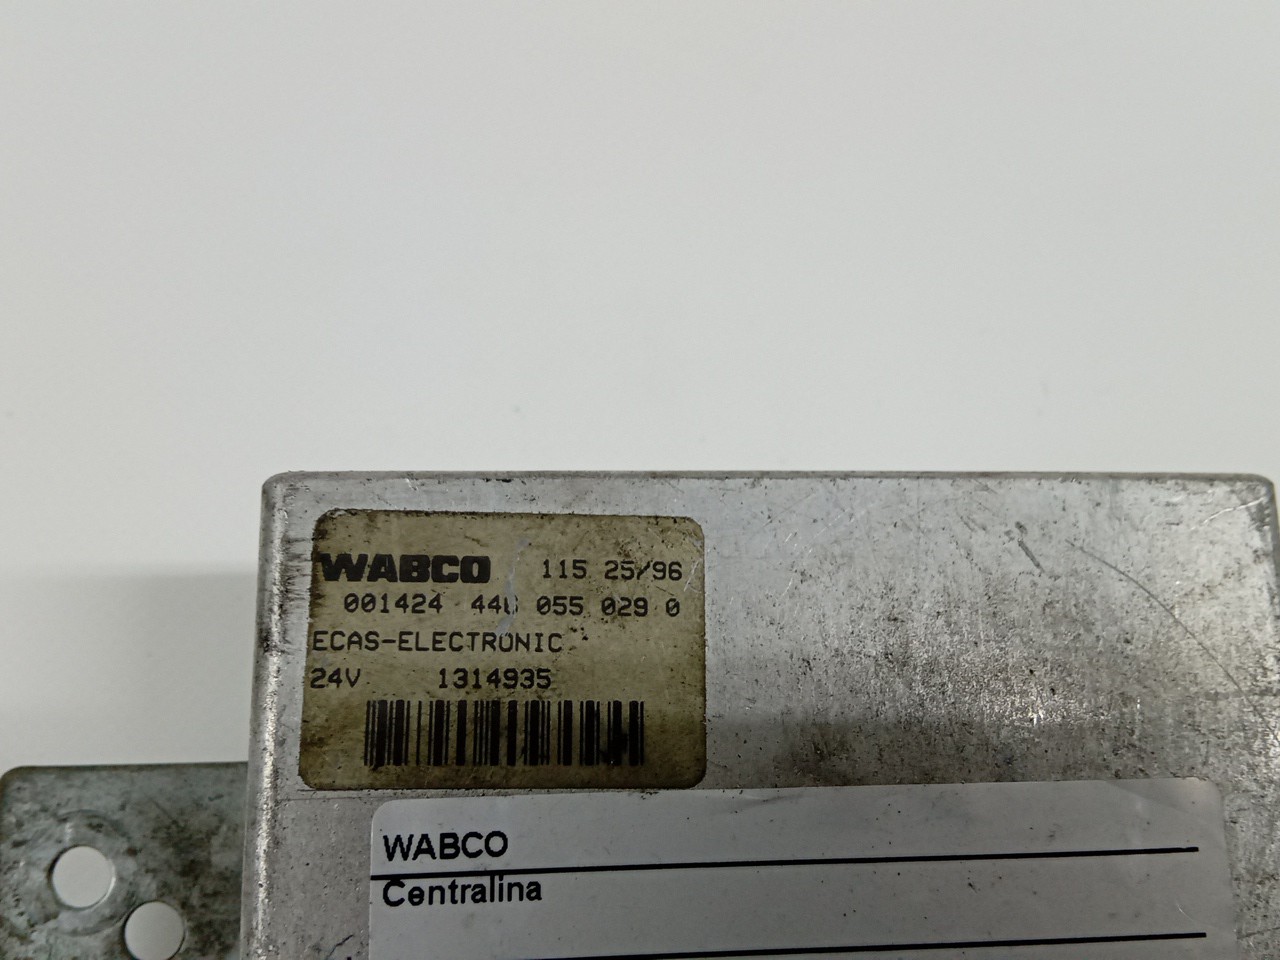 WABCO 115 25/96
001424 446 055 029 0
ECAS-ELECTRONIC
24V 1314935
WABCO
Centralina